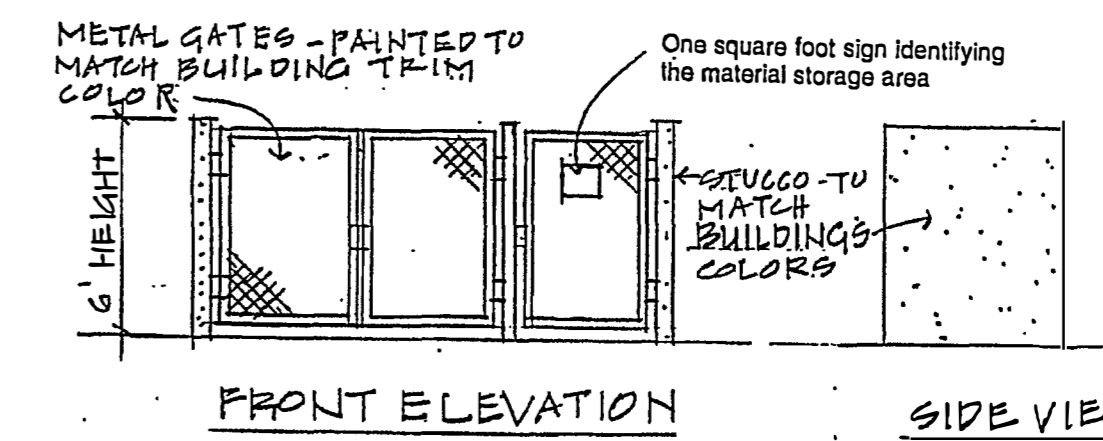 METAL GATES - PAINTED TO
MATCH BUILDING TRIM
COLOR
One square foot sign identifying
the material storage area
6' HEIGHT
STUCCO - TO
MATCH
BUILDINGS
COLORS
FRONT ELEVATION
SIDE VIE